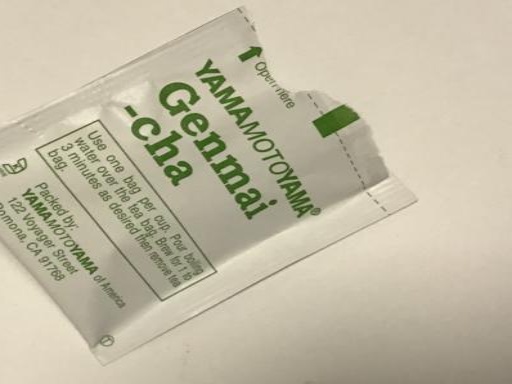 Open Here
YAMAMOTOYAMA®
Genmai
-cha
Use one bag per cup. Pour boiling
water over the tea bag. Brew for 1 to
3 minutes as desired then remove tea
bag.
Packed by:
YAMAMOTOYAMA of America
122 Voyager Street
Pomona, CA 91768